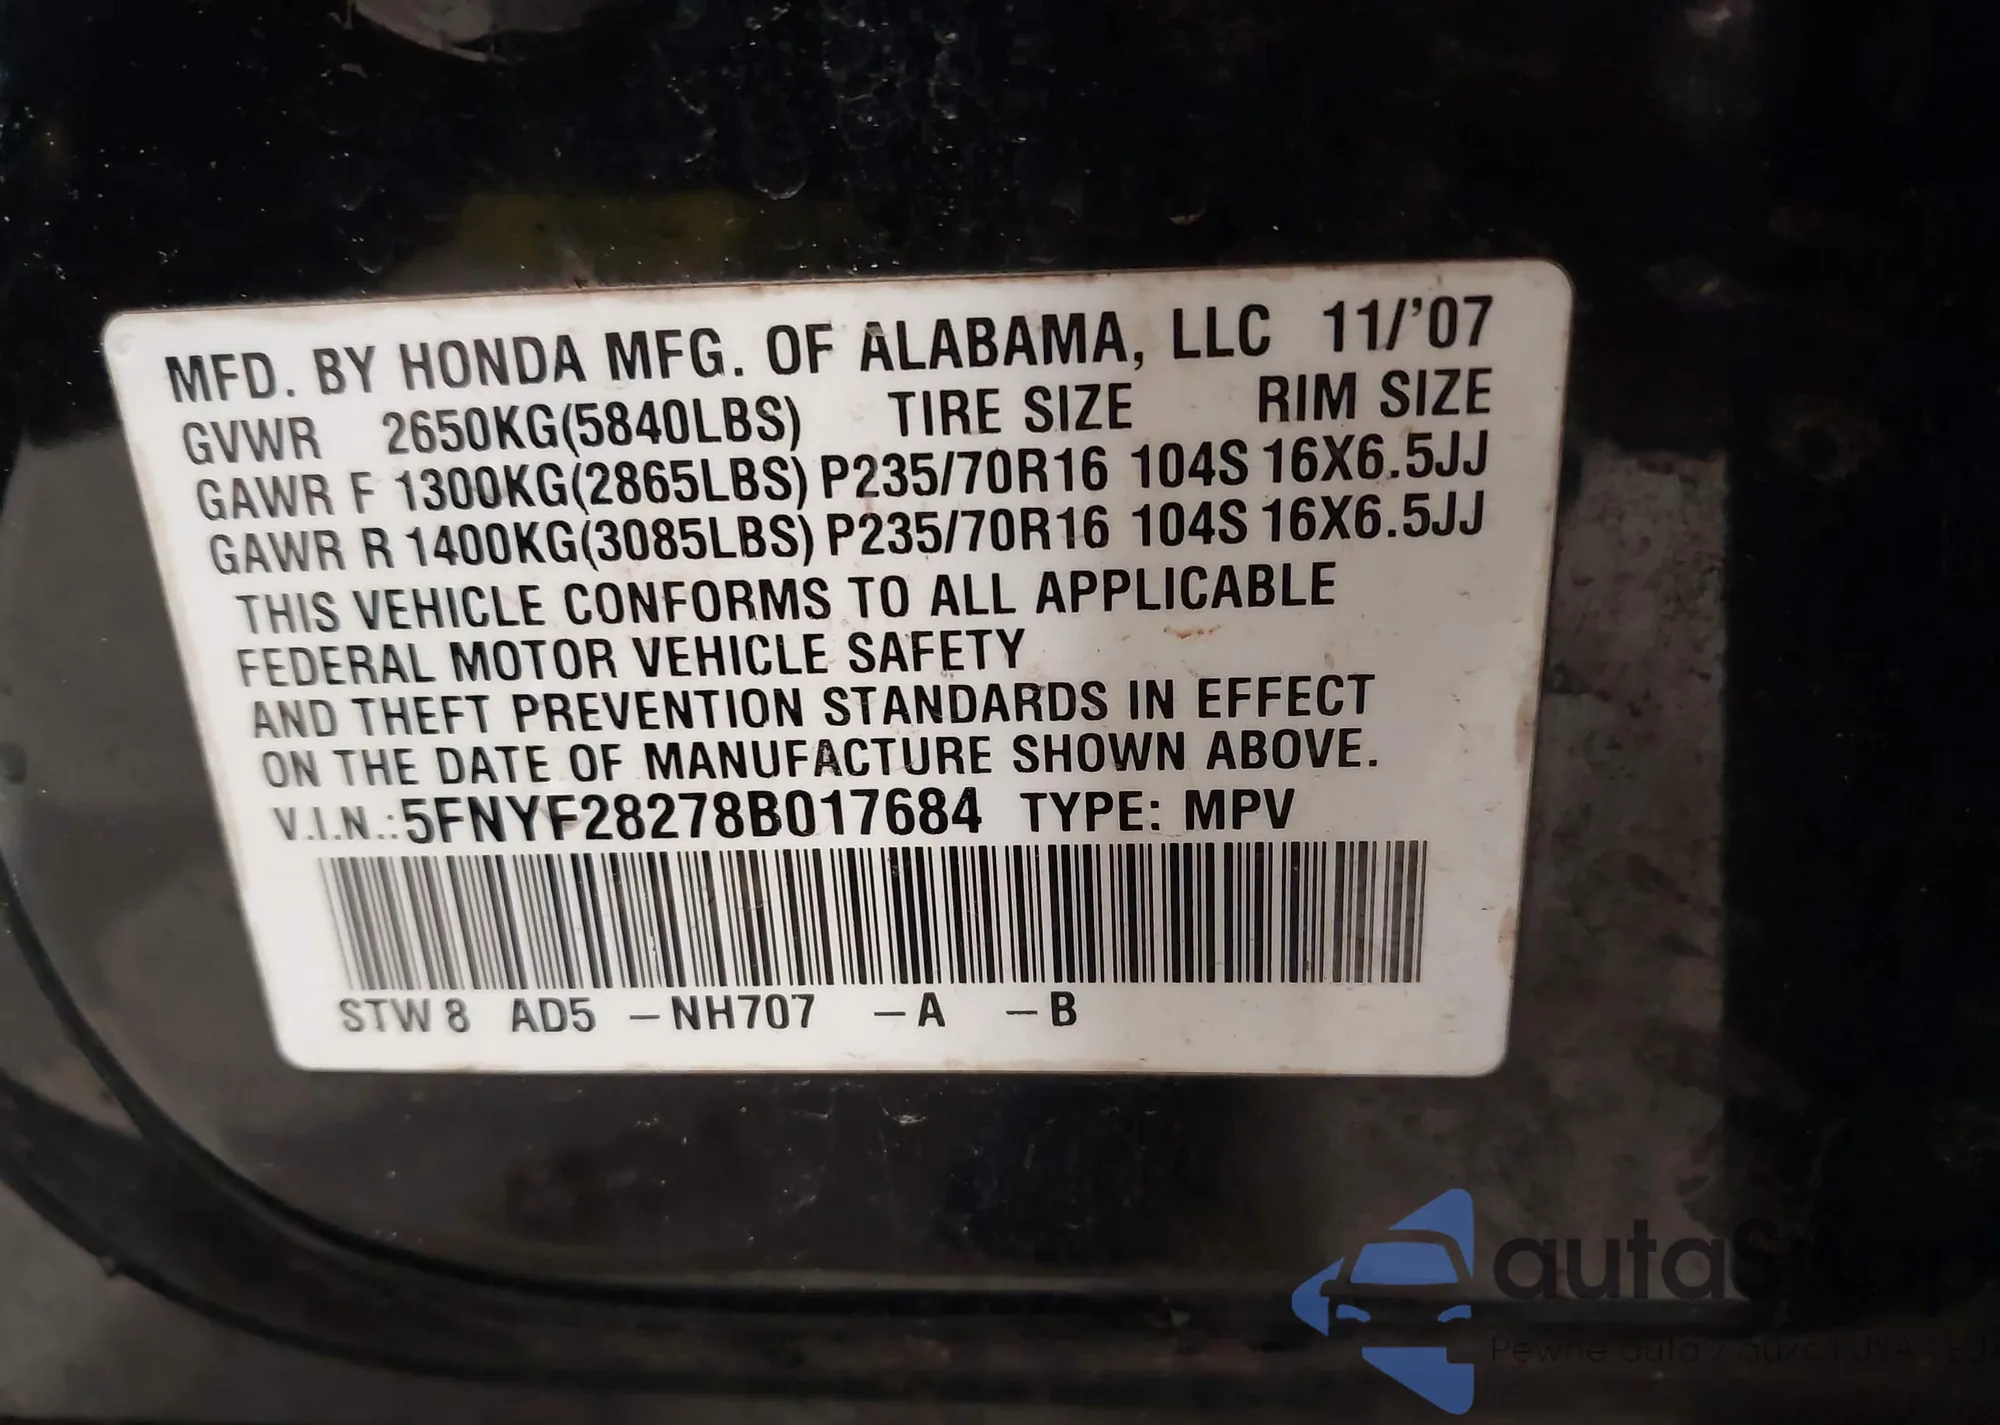 MFD. BY HONDA MFG. OF ALABAMA, LLC 11/'07
GVWR 2650KG(5840LBS) TIRE SIZE RIM SIZE
GAWR F 1300KG(2865LBS) P235/70R16 104S 16X6.5JJ
GAWR R 1400KG(3085LBS) P235/70R16 104S 16X6.5JJ
THIS VEHICLE CONFORMS TO ALL APPLICABLE
FEDERAL MOTOR VEHICLE SAFETY
AND THEFT PREVENTION STANDARDS IN EFFECT
ON THE DATE OF MANUFACTURE SHOWN ABOVE.
V.I.N.:5FNYF28278B017684 TYPE: MPV
STW 8 AD5 –NH707 –A –B
Pewne auto z